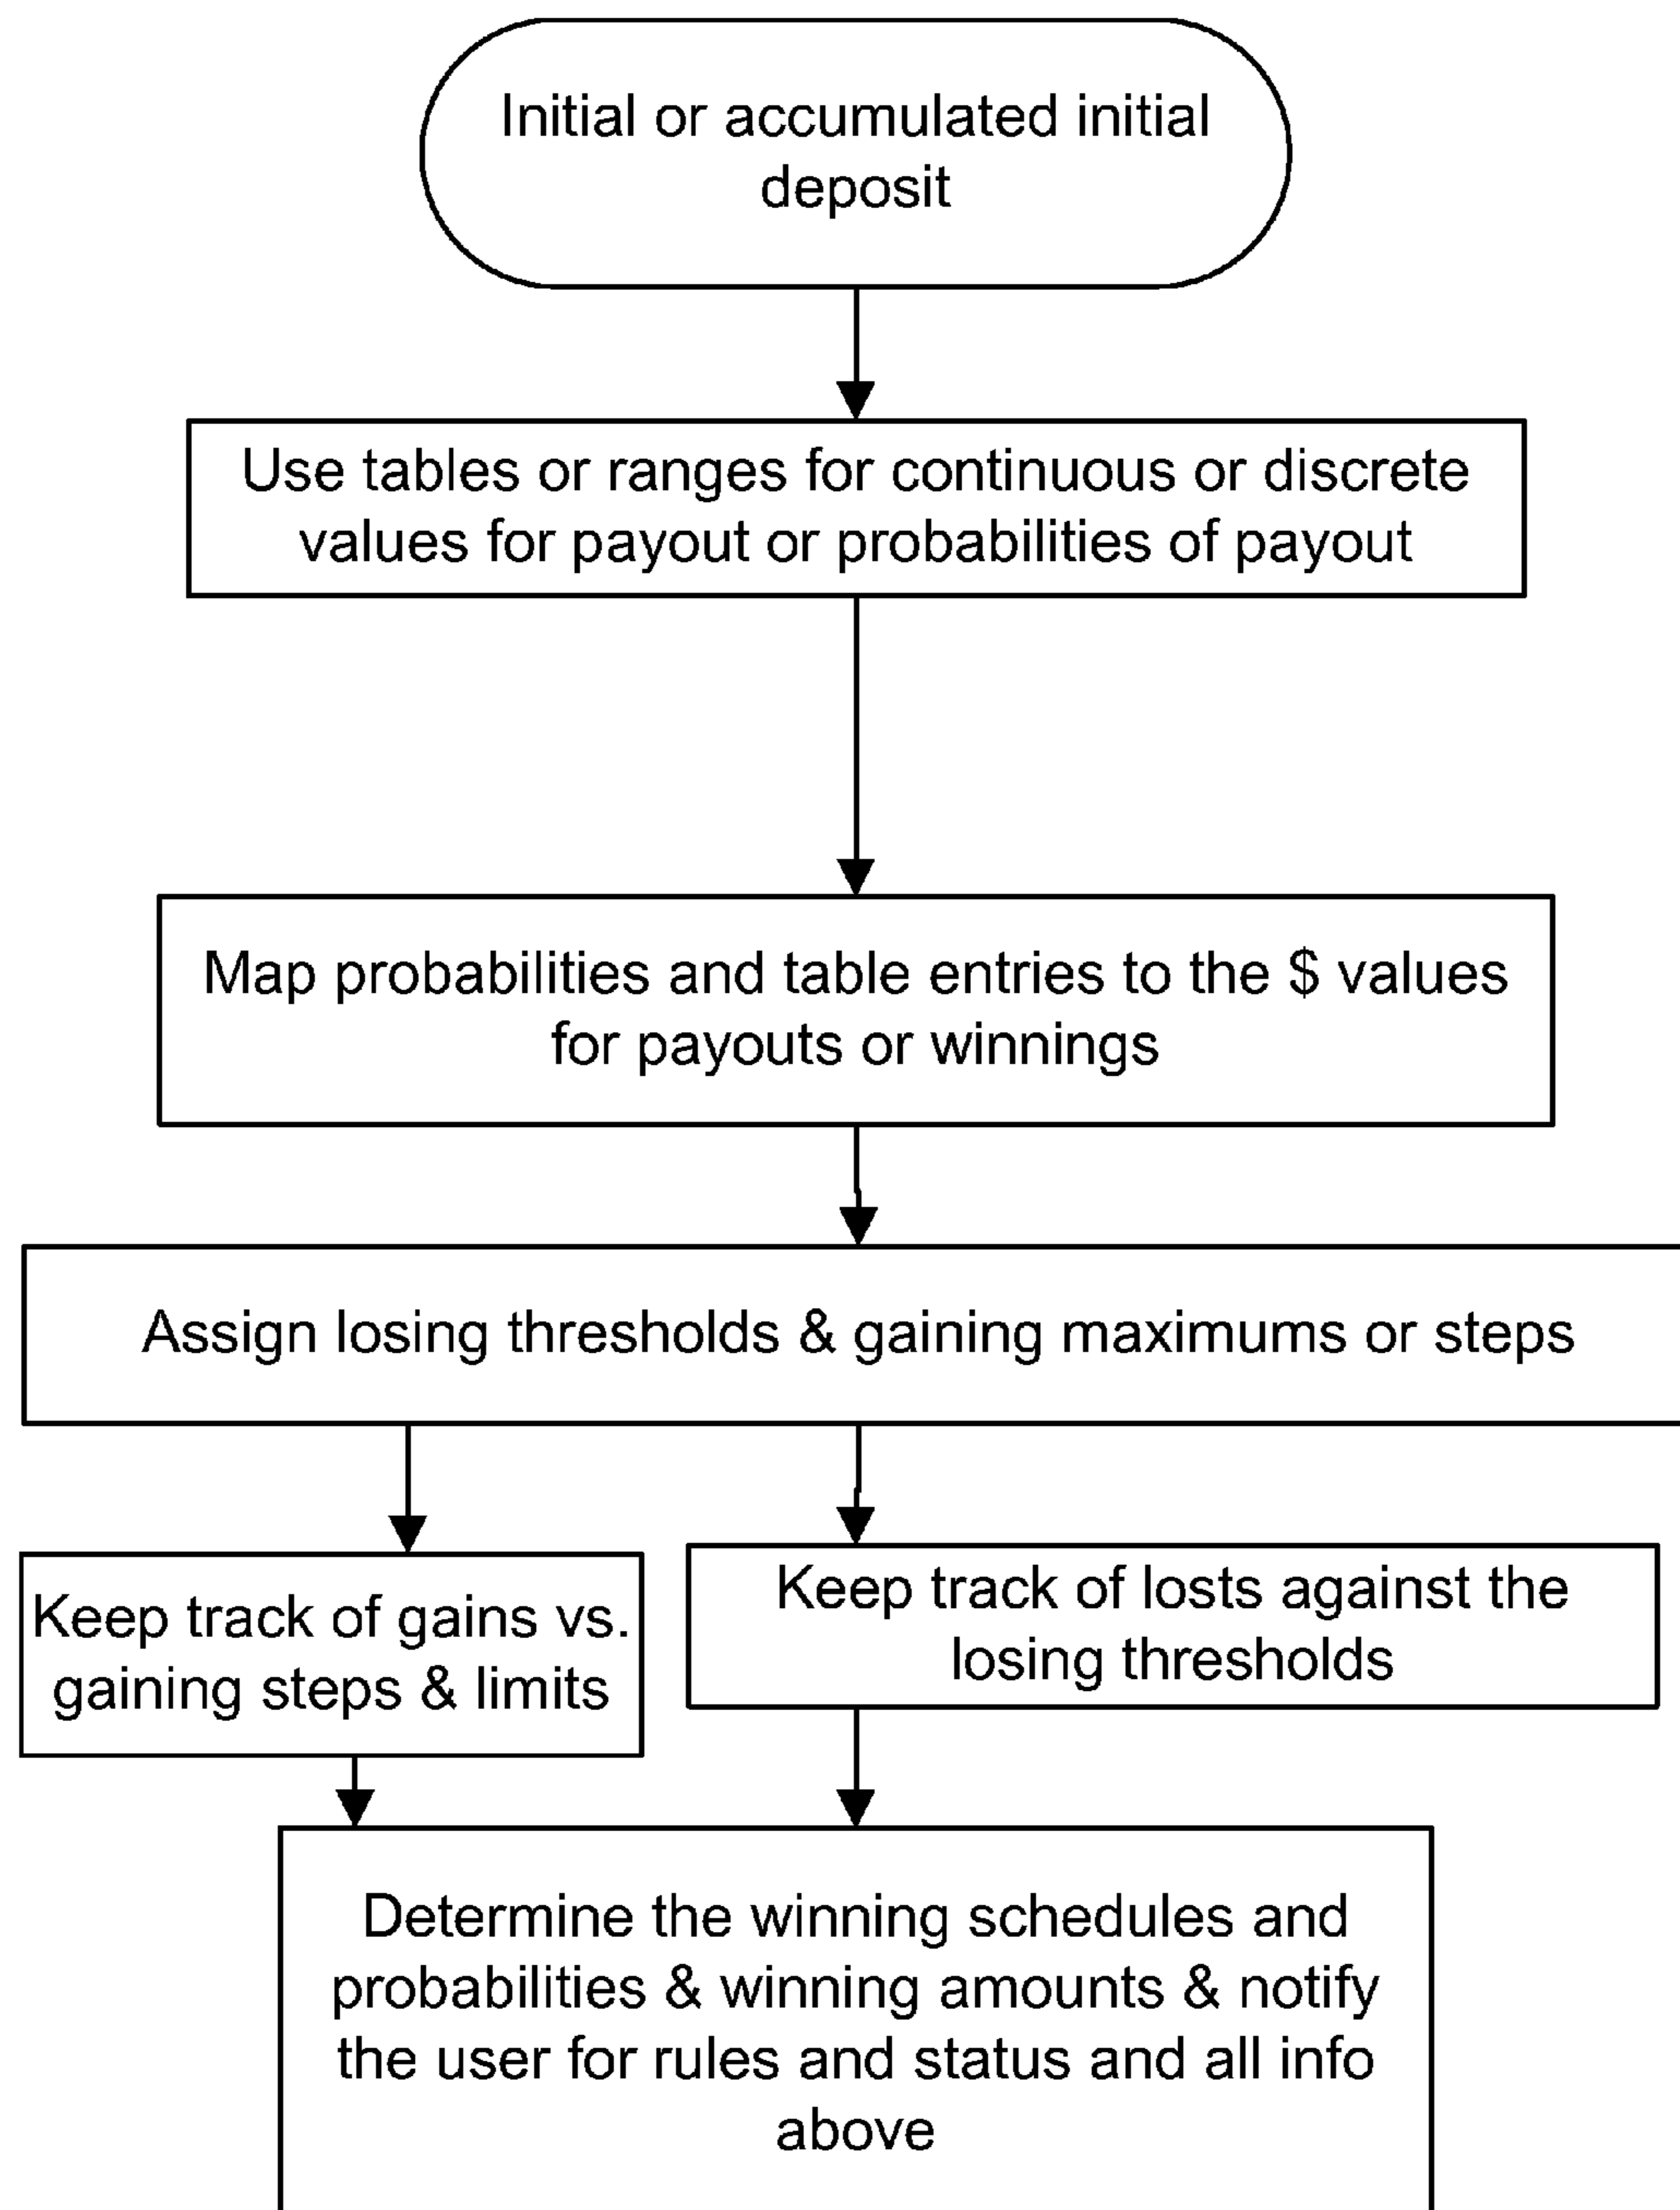 Initial or accumulated initial
deposit
Use tables or ranges for continuous or discrete
values for payout or probabilities of payout
Map probabilities and table entries to the $ values
for payouts or winnings
Assign losing thresholds & gaining maximums or steps
Keep track of gains vs.
gaining steps & limits
Keep track of losts against the
losing thresholds
Determine the winning schedules and
probabilities & winning amounts & notify
the user for rules and status and all info
above